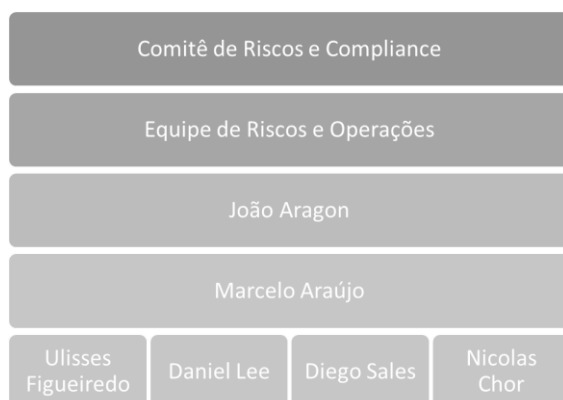 Comitê de Riscos e Compliance
Equipe de Riscos e Operações
João Aragon
Marcelo Araújo
Ulisses
Figueiredo
Daniel Lee
Diego Sales
Nicolas
Chor